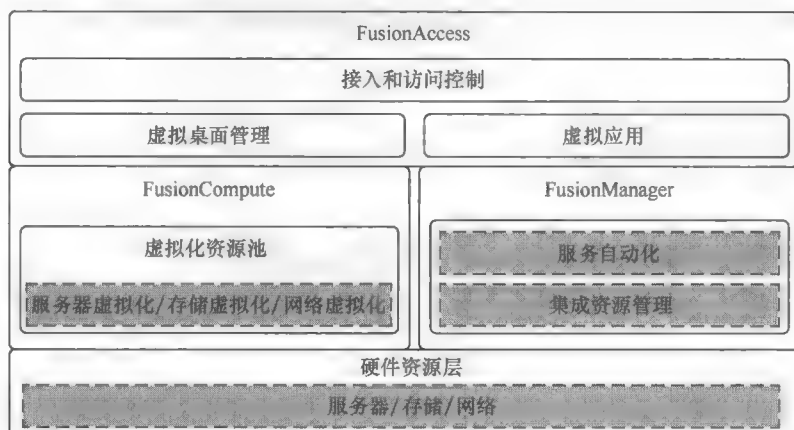 FusionAccess
接入和访问控制
虚拟桌面管理
虚拟应用
FusionCompute
虚拟化资源池
服务器虚拟化/存储虚拟化/网络虚拟化
FusionManager
服务自动化
集成资源管理
硬件资源层
服务器/存储/网络